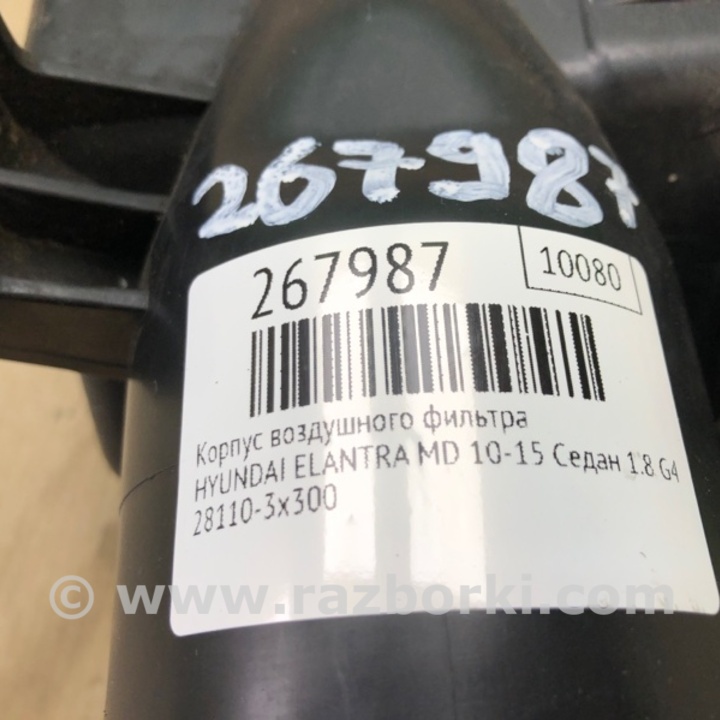 267987
267987
10080
Корпус воздушного фильтра
HYUNDAI ELANTRA MD 10-15 Седан 1.8 G4
28110-3x300
© www.razborki.com